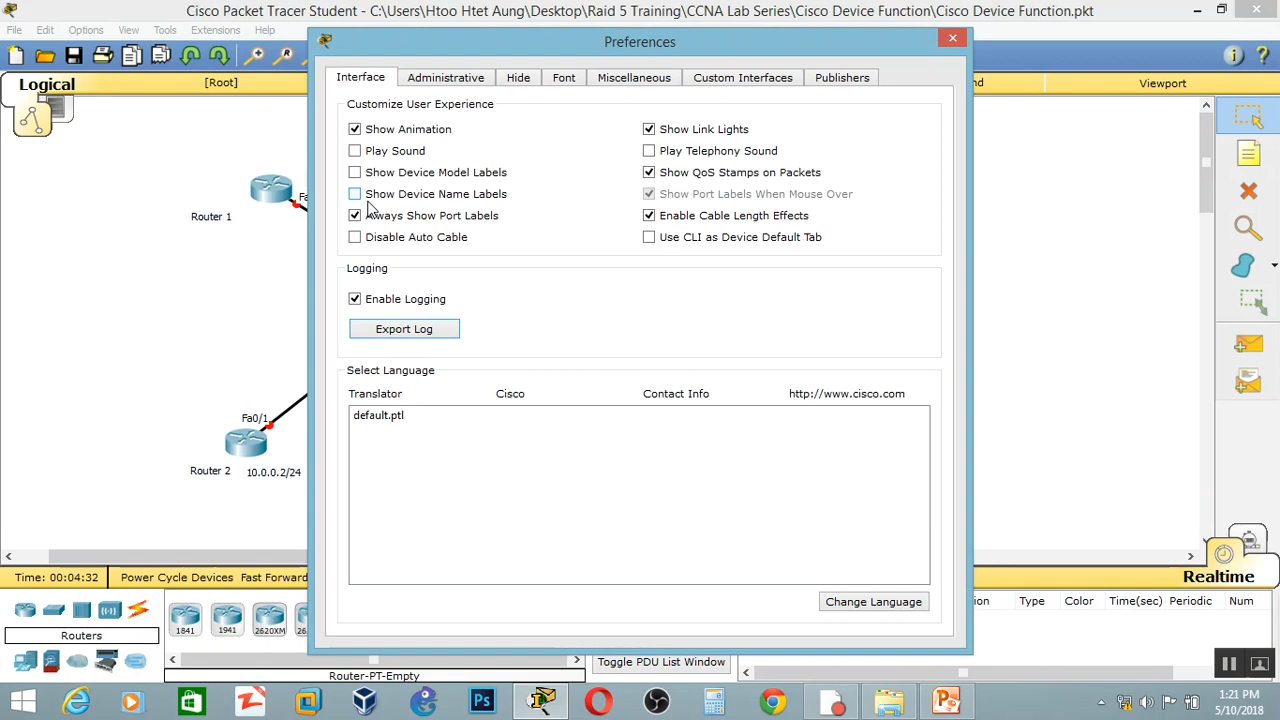 Cisco Packet Tracer Student - C:\Users\Htoo Htet Aung\Desktop\Raid 5 Training\CCNA Lab Series\Cisco Device Function\Cisco Device Function.pkt
File Edit Options View Tools Extensions Help
Preferences
Logical
[Root]
Viewport
Interface Administrative Hide Font Miscellaneous Custom Interfaces Publishers
Customize User Experience
Show Animation Show Link Lights
Play Sound Play Telephony Sound
Show Device Model Labels Show QoS Stamps on Packets
Show Device Name Labels Show Port Labels When Mouse Over
Always Show Port Labels Enable Cable Length Effects
Disable Auto Cable Use CLI as Device Default Tab
Logging
Enable Logging
Export Log
Select Language
Translator Cisco Contact Info http://www.cisco.com
default.ptl
Change Language
Router 1
Fa0/1
Router 2 10.0.0.2/24
Time: 00:04:32 Power Cycle Devices Fast Forward
Realtime
Routers
1841 1941 2620XM
Router-PT-Empty
Toggle PDU List Window
Type Color Time(sec) Periodic Num
1:21 PM
5/10/2018